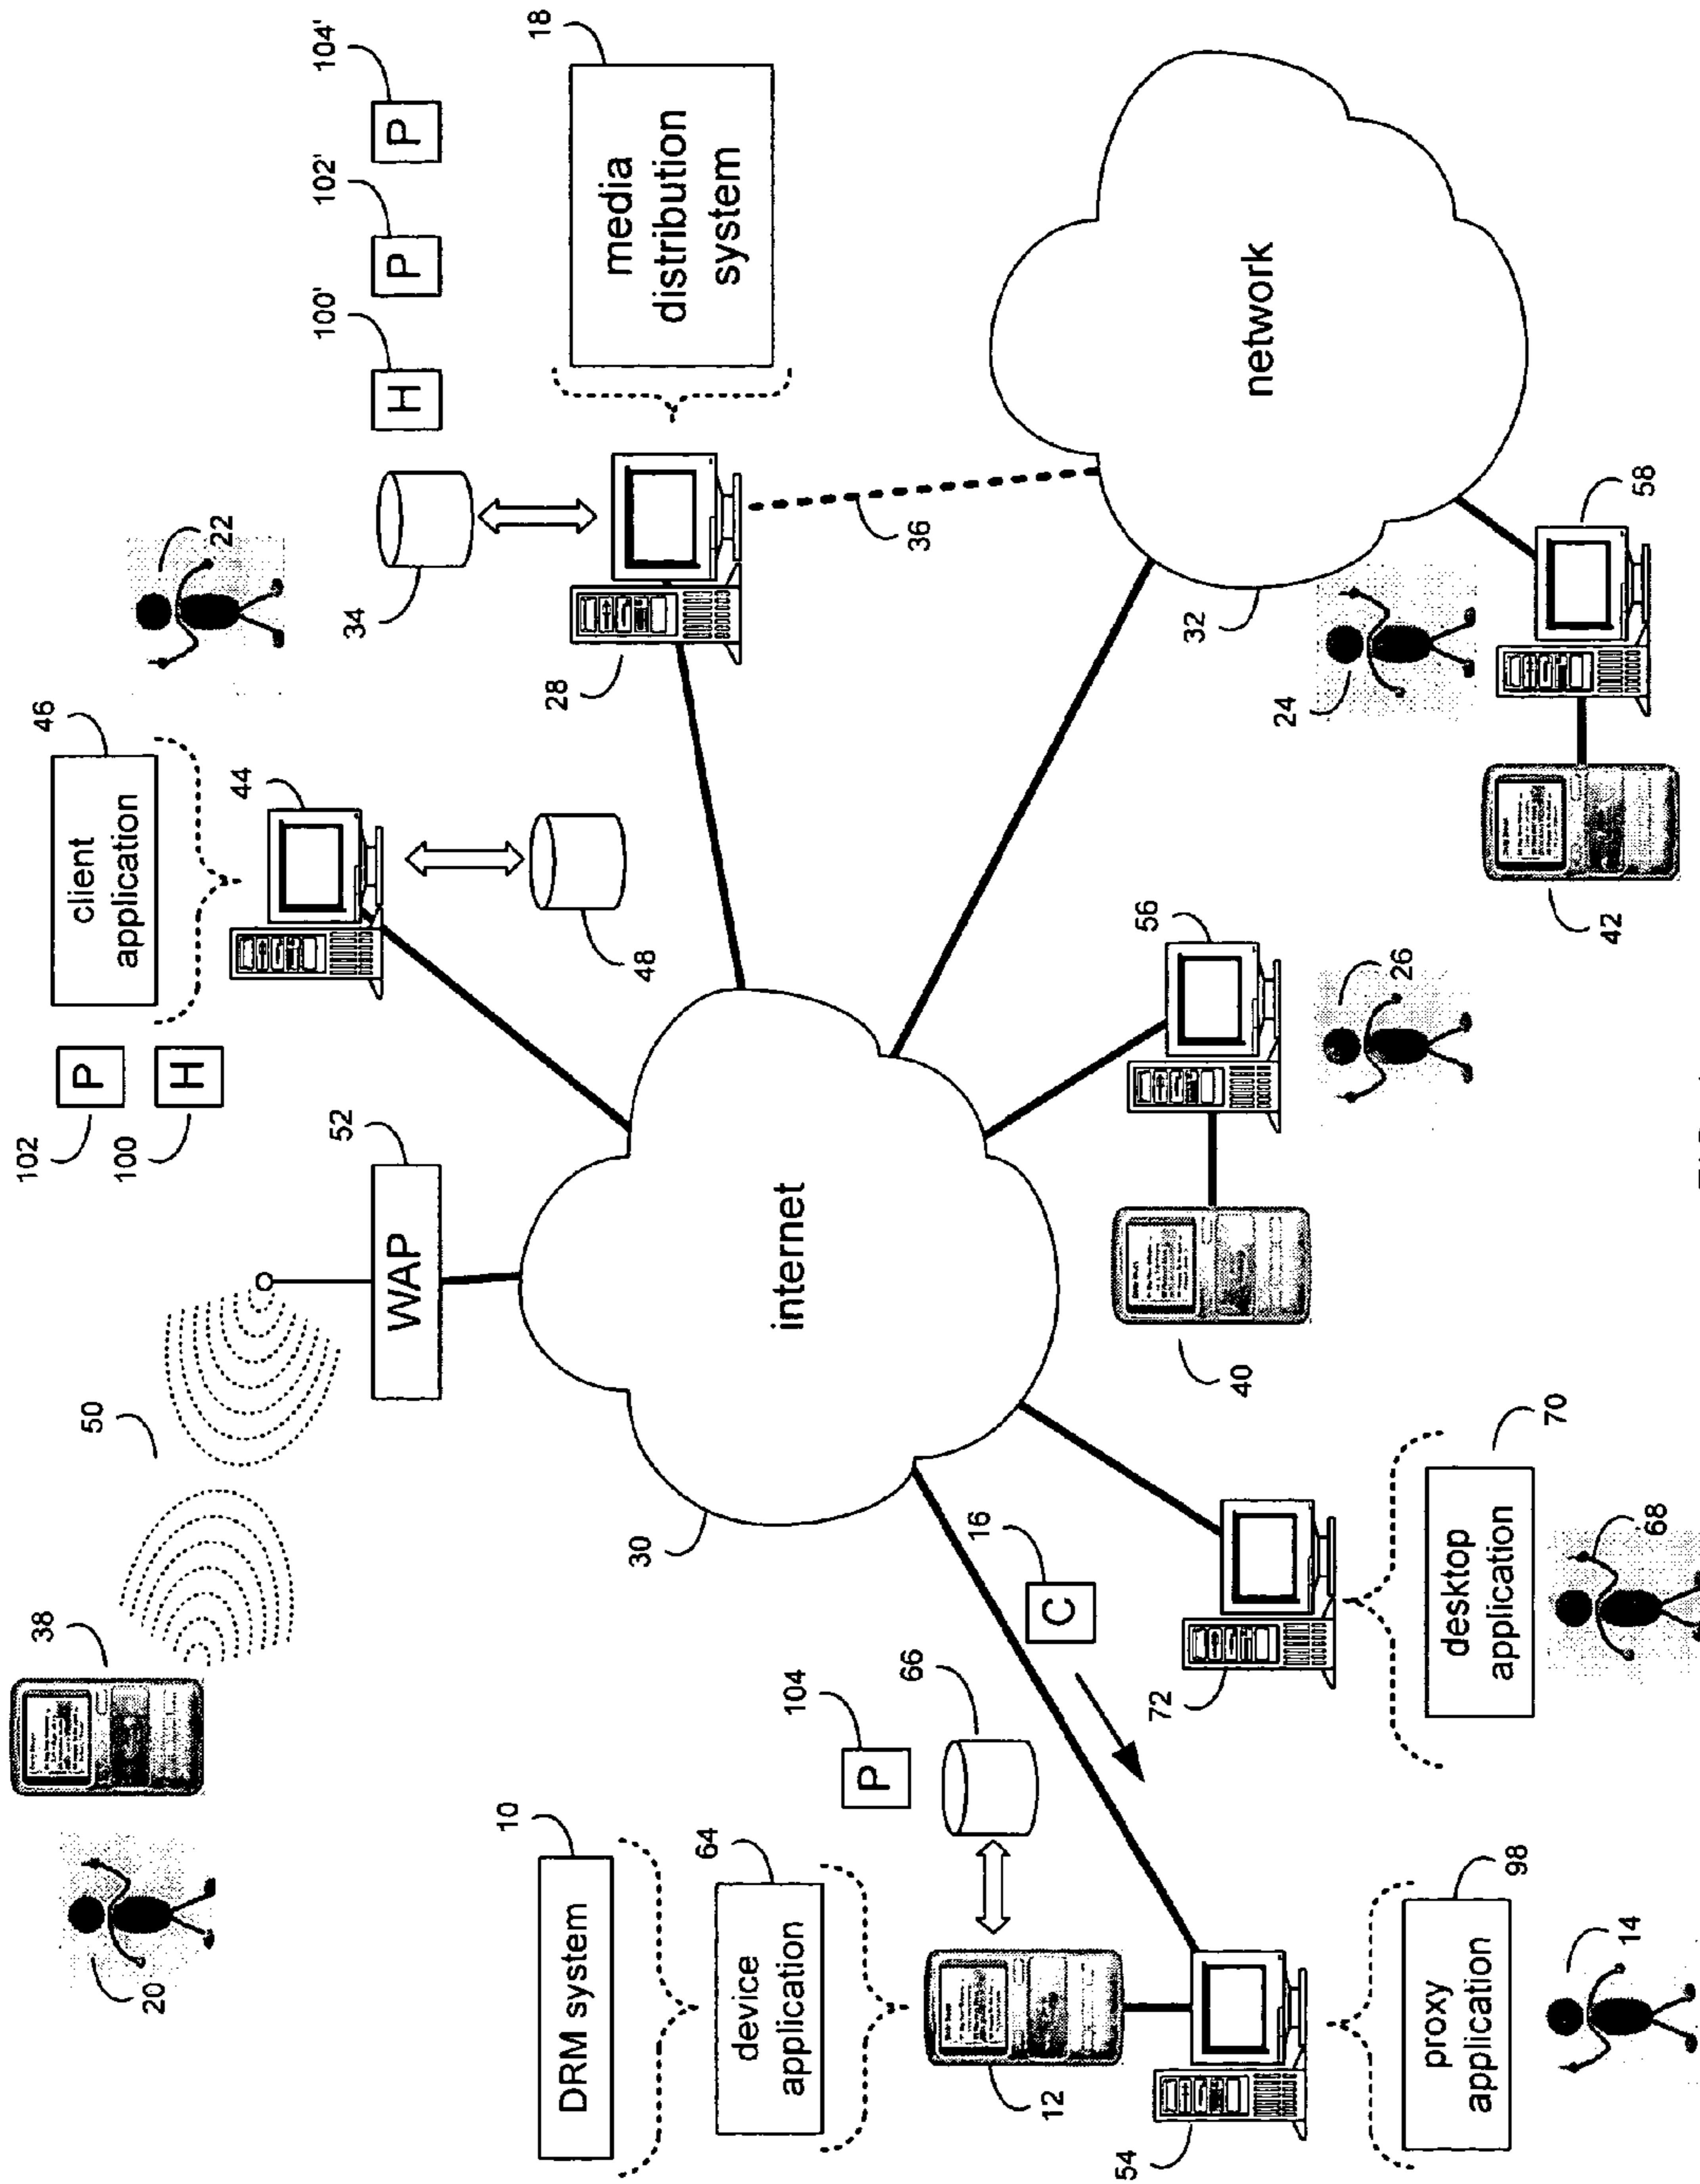 20
38
50
102
P
100
H
46
client
application
22
10
DRM system
64
device
application
104
P
66
52
WAP
44
48
34
100'
H
102'
P
104'
P
12
54
16
C
30
internet
28
36
18
media
distribution
system
98
proxy
application
14
72
70
desktop
application
68
40
56
26
32
network
24
42
58